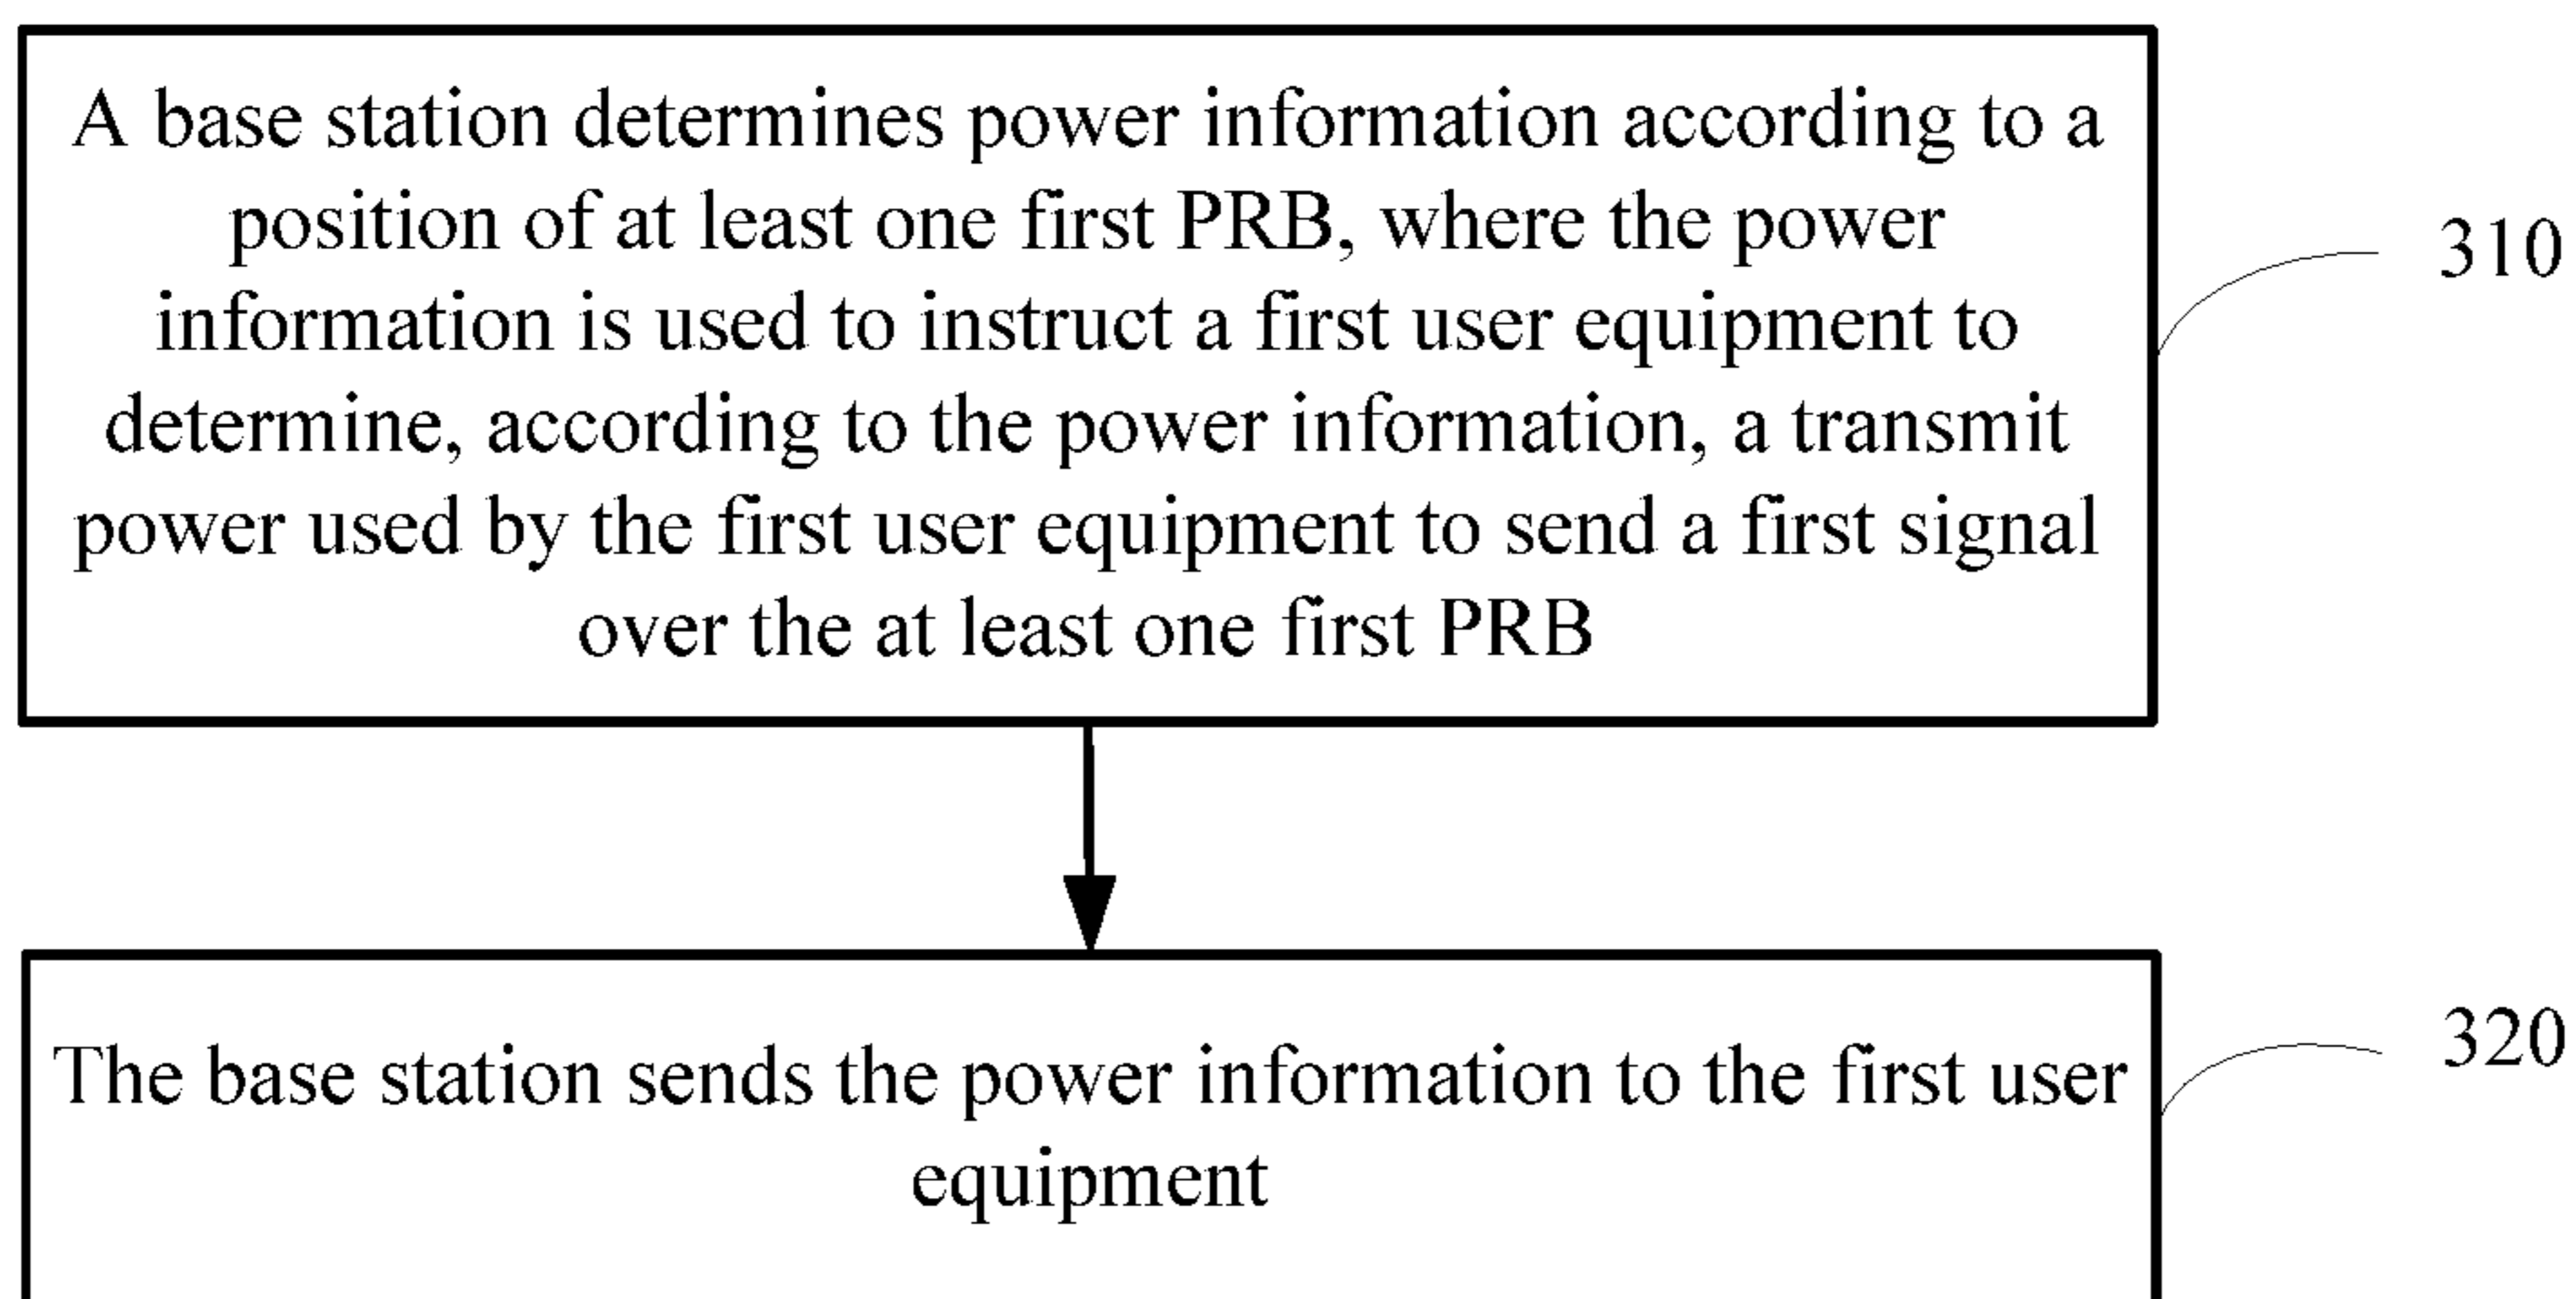 A base station determines power information according to a
position of at least one first PRB, where the power
information is used to instruct a first user equipment to
determine, according to the power information, a transmit
power used by the first user equipment to send a first signal
over the at least one first PRB
310
The base station sends the power information to the first user
equipment
320